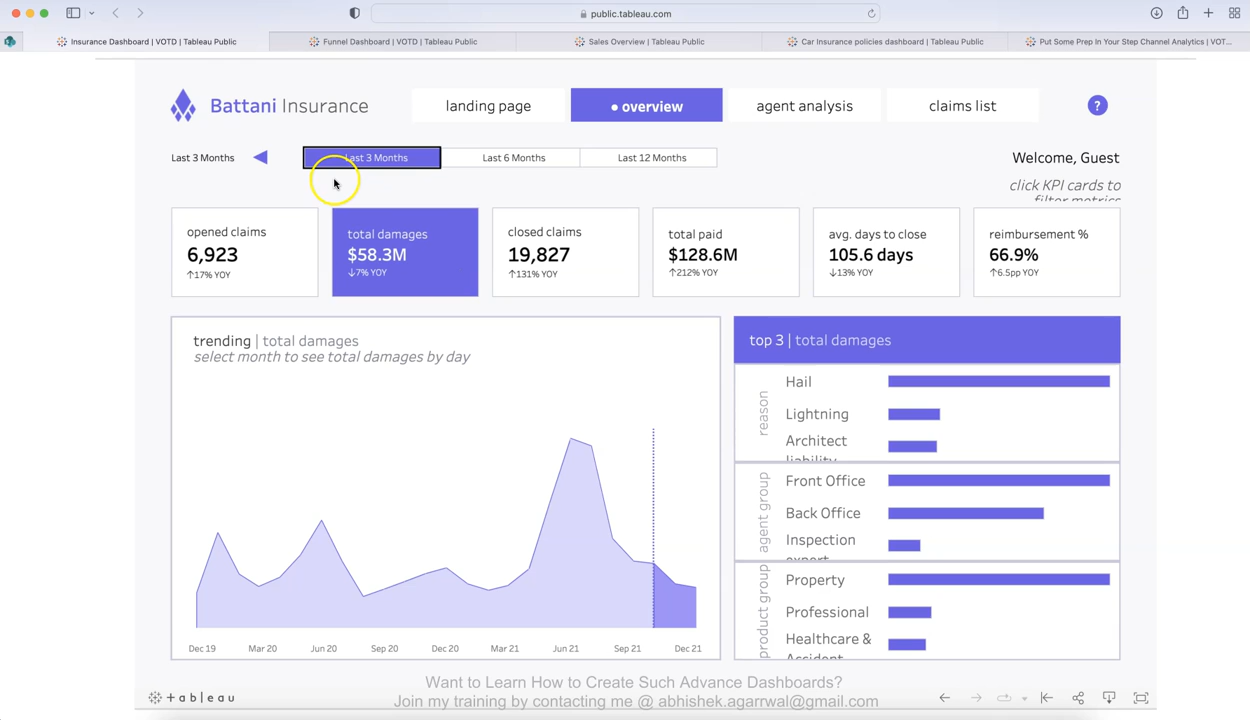 public.tableau.com
Insurance Dashboard | VOTD | Tableau Public
Funnel Dashboard | VOTD | Tableau Public
Sales Overview | Tableau Public
Car Insurance policies dashboard | Tableau Public
Put Some Prep In Your Step Channel Analytics | VOT...
Battani Insurance
landing page
• overview
agent analysis
claims list
?
Last 3 Months
Last 3 Months
Last 6 Months
Last 12 Months
Welcome, Guest
click KPI cards to
filter metrics
opened claims
6,923
↑17% YOY
total damages
$58.3M
↓7% YOY
closed claims
19,827
↑131% YOY
total paid
$128.6M
↑212% YOY
avg. days to close
105.6 days
↓13% YOY
reimbursement %
66.9%
↑6.5pp YOY
trending | total damages
select month to see total damages by day
Dec 19
Mar 20
Jun 20
Sep 20
Dec 20
Mar 21
Jun 21
Sep 21
Dec 21
top 3 | total damages
reason
Hail
Lightning
Architect
liability
agent group
Front Office
Back Office
Inspection
expert
product group
Property
Professional
Healthcare &
Accident
Want to Learn How to Create Such Advance Dashboards?
Join my training by contacting me @ abhishek.agarrwal@gmail.com
+ a b l e a u